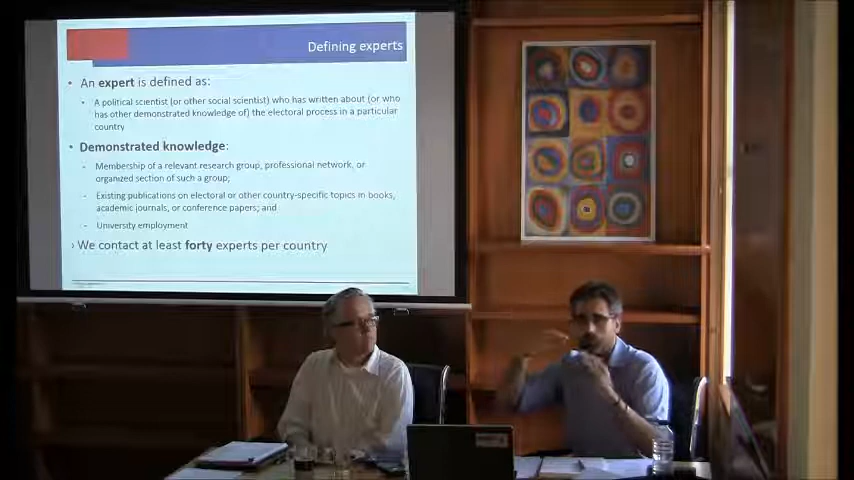 Defining experts
• An expert is defined as:
- A political scientist (or other social scientist) who has written about (or who
has other demonstrated knowledge of) the electoral process in a particular
country
• Demonstrated knowledge:
- Membership of a relevant research group, professional network, or
organized section of such a group;
- Existing publications on electoral or other country-specific topics in books,
academic journals, or conference papers; and
- University employment
› We contact at least forty experts per country